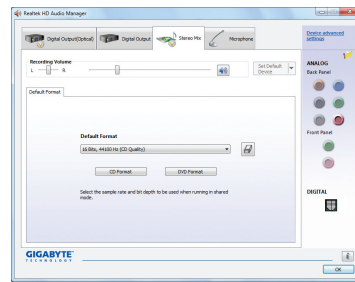 Realtek HD Audio Manager
Digital Output(Optical)
Digital Output
Stereo Mix
Microphone
Device advanced settings
Recording Volume
L
R
Set Default Device
ANALOG
Back Panel
Default Format
Default Format
16 Bits, 44100 Hz (CD Quality)
CD Format
DVD Format
Select the sample rate and bit depth to be used when running in shared mode.
Front Panel
DIGITAL
GIGABYTE
TECHNOLOGY
i
OK